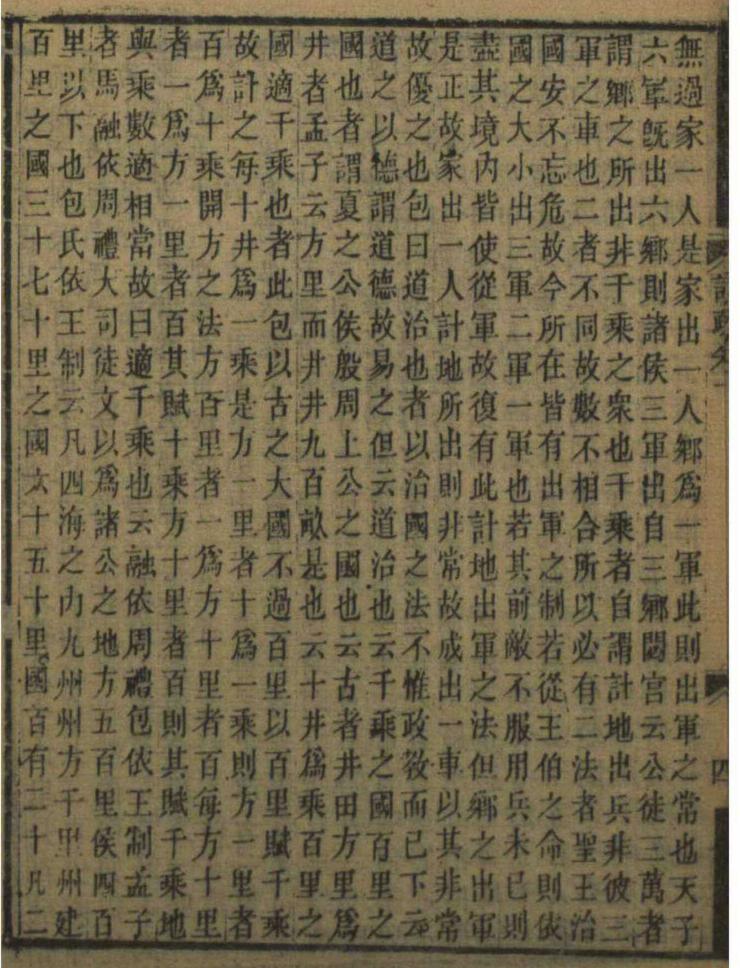 無過家一人是家出一人鄉爲一軍此則出軍之常也天子
六軍既出六鄉則諸侯三軍出自三鄉閟宮云公徒三萬者
謂鄉之所出非千乘之衆也千乘者自謂計地出兵非彼三
軍之車也二者不同故數不相合所以必有二法者聖王治
國安不忘危故今所在皆有出軍之制若從王伯之命則依
國之大小出三軍二軍一軍也若其前敵不服用兵未已則
盡其境內皆使從軍故復有此計地出軍之法但鄉之出軍
是正故家出一人計地所出則非常故成出一車以其非常
故優之也包曰道治也者以治國之法不惟政教而已下云
道之以德謂道德故易之但云道治也云千乘之國百里之
國也者謂夏之公侯殷周上公之國也云古者井田方里爲
井者孟子云方里而井井九百畝是也云十井爲乘百里之
國適千乘也者此包以古之大國不過百里以百里賦千乘
故計之每十井爲一乘是方一里者十爲一乘則方一里者
百爲十乘開方之法方百里者一爲方十里者百每方十里
者一爲方一里者百其賦十乘方十里者百則其賦千乘地
與乘數適相當故曰適千乘也云融依周禮包依王制孟子
者馬融依周禮大司徒文以爲諸公之地方五百里侯四百
里以下也包氏依王制云凡四海之內九州州方千里州建
百里之國三十七十里之國六十五十里國百有二十凡二
四